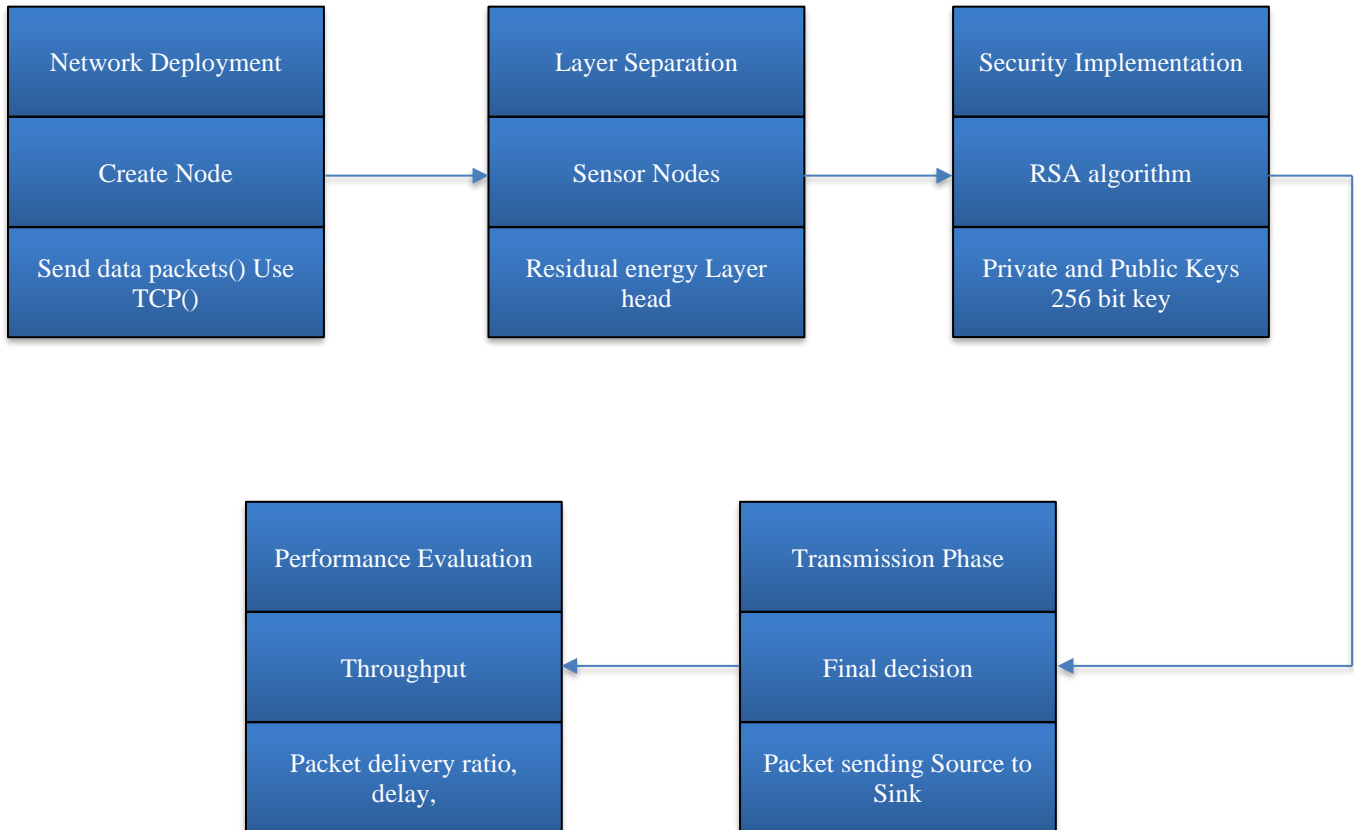 Network Deployment
Create Node
Send data packets() Use
TCP()
Layer Separation
Sensor Nodes
Residual energy Layer
head
Security Implementation
RSA algorithm
Private and Public Keys
256 bit key
Transmission Phase
Final decision
Packet sending Source to
Sink
Performance Evaluation
Throughput
Packet delivery ratio,
delay,